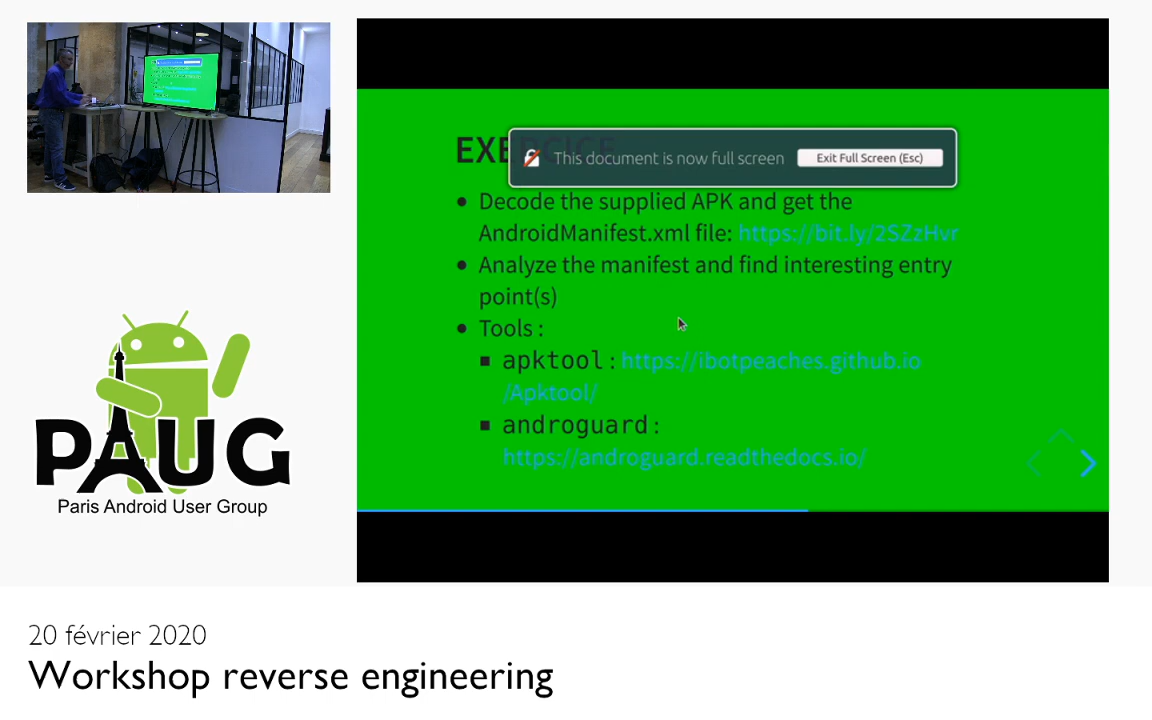 EXERCICE
This document is now full screen
Exit Full Screen (Esc)
• Decode the supplied APK and get the
AndroidManifest.xml file: https://bit.ly/2SZzHvr
• Analyze the manifest and find interesting entry
point(s)
• Tools :
▪ apktool : https://ibotpeaches.github.io
/Apktool/
▪ androguard :
https://androguard.readthedocs.io/
PAUG
Paris Android User Group
20 février 2020
Workshop reverse engineering